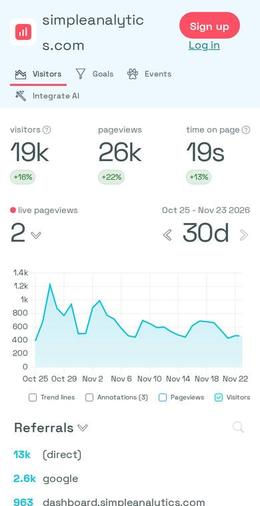 simpleanalytic
s.com
Sign up
Log in
Visitors Goals Events
Integrate AI
visitors pageviews time on page
19k 26k 19s
+16% +22% +13%
live pageviews Oct 25 - Nov 23 2026
2 30d
1.4k
1.2k
1k
800
600
400
200
0
Oct 25 Oct 29 Nov 2 Nov 6 Nov 10 Nov 14 Nov 18 Nov 22
Trend lines Annotations (3) Pageviews Visitors
Referrals
13k (direct)
2.6k google
963 dashboard.simpleanalytics.com